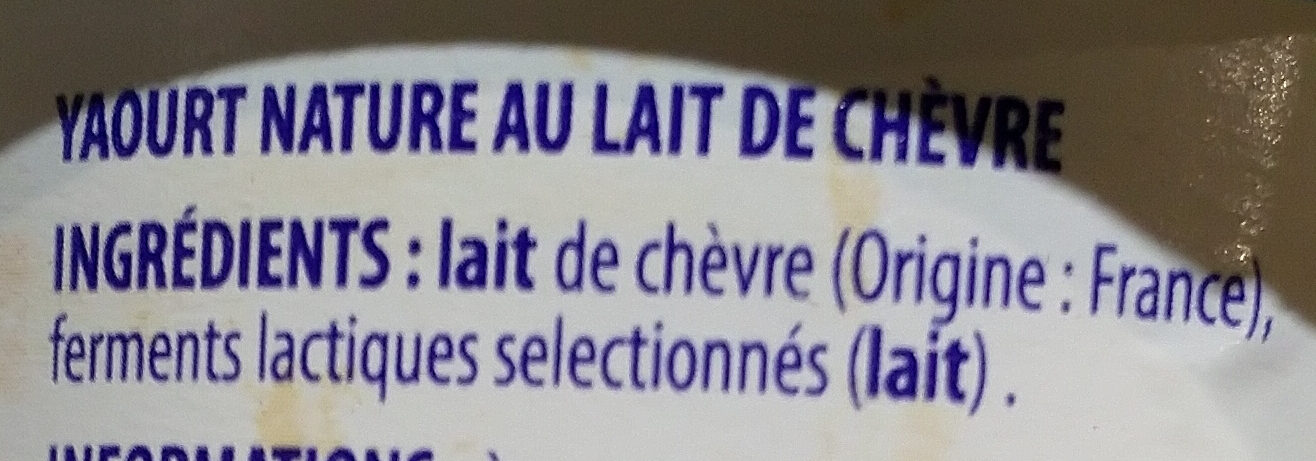 YAOURT NATURE AU LAIT DE CHÈVRE
INGRÉDIENTS : lait de chèvre (Origine : France),
ferments lactiques selectionnés (lait) .